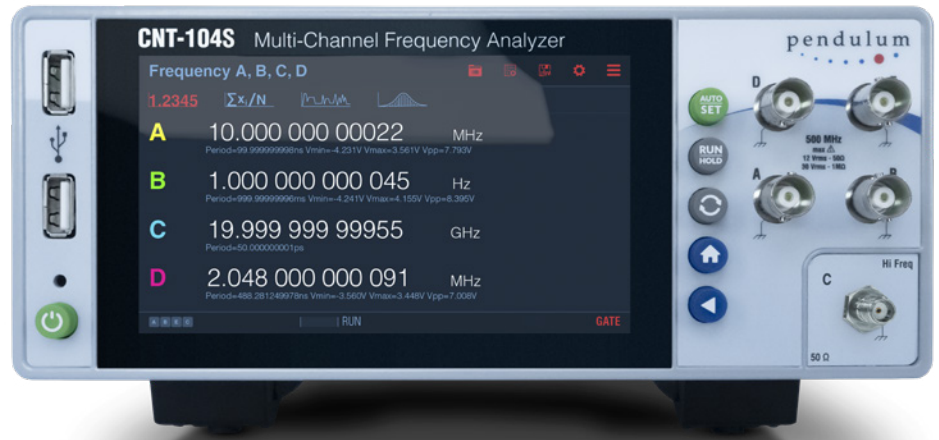 CNT-104S Multi-Channel Frequency Analyzer
pendulum
Frequency A, B, C, D
1.2345 Σxᵢ/N
A 10.000 000 00022 MHz
Period=99.999999998ns Vmin=-4.231V Vmax=3.561V Vpp=7.793V
B 1.000 000 000 045 Hz
Period=999.99999996ms Vmin=-4.241V Vmax=4.155V Vpp=8.395V
C 19.999 999 99955 GHz
Period=50.000000001ps
D 2.048 000 000 091 MHz
Period=488.281249978ns Vmin=-3.560V Vmax=3.448V Vpp=7.008V
RUN
GATE
AUTO
SET
RUN
HOLD
D
500 MHz
max ⚠
12 Vrms - 50Ω
A
B
Hi Freq
C
50 Ω